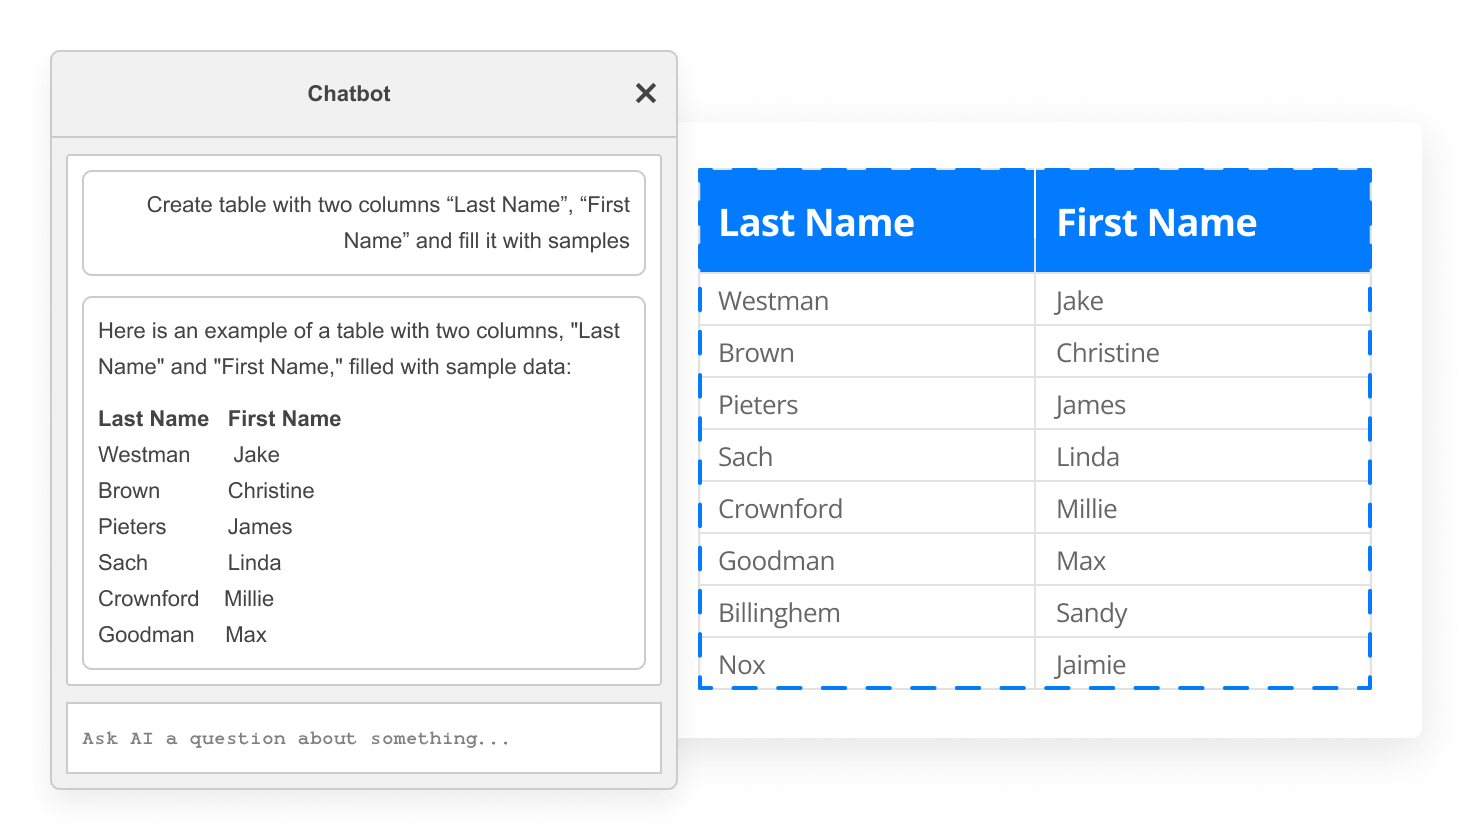 Chatbot
Create table with two columns “Last Name”, “First
Name” and fill it with samples
Here is an example of a table with two columns, "Last
Name" and "First Name," filled with sample data:
Last Name First Name
Westman Jake
Brown Christine
Pieters James
Sach Linda
Crownford Millie
Goodman Max
Ask AI a question about something...
Last Name First Name
Westman Jake
Brown Christine
Pieters James
Sach Linda
Crownford Millie
Goodman Max
Billinghem Sandy
Nox Jaimie